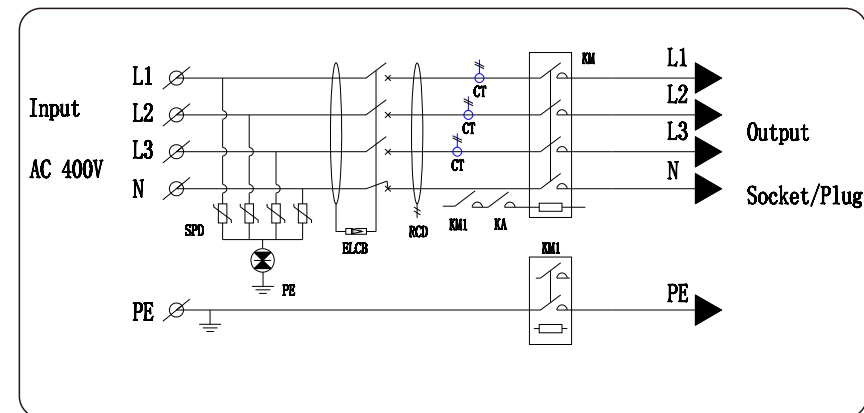 L1
KM
L1
CT
L2
Input
L2
CT
L3
L3
Output
AC 400V
CT
N
N
Socket/Plug
SPD
ELCB
RCD
KM1
KA
KM1
PE
PE
PE